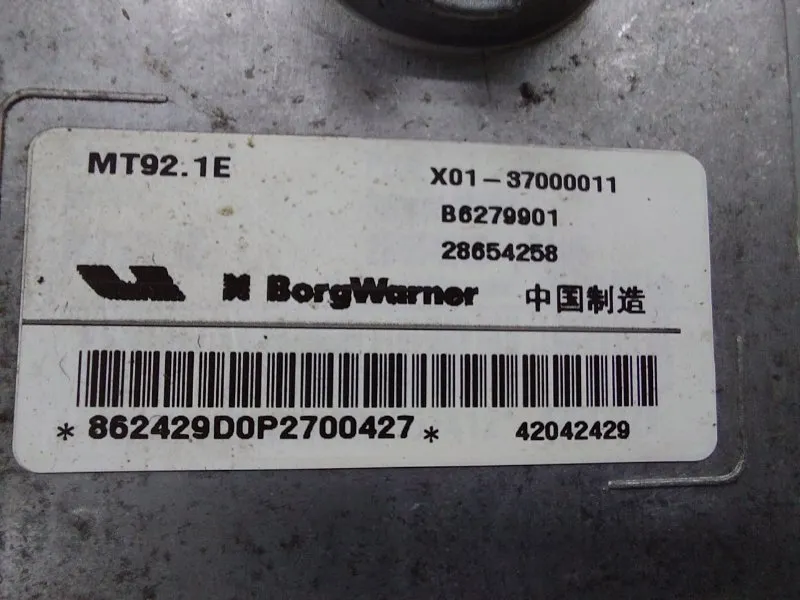 MT92.1E
X01-37000011
B6279901
28654258
BorgWarner 中国制造
*862429D0P2700427* 42042429